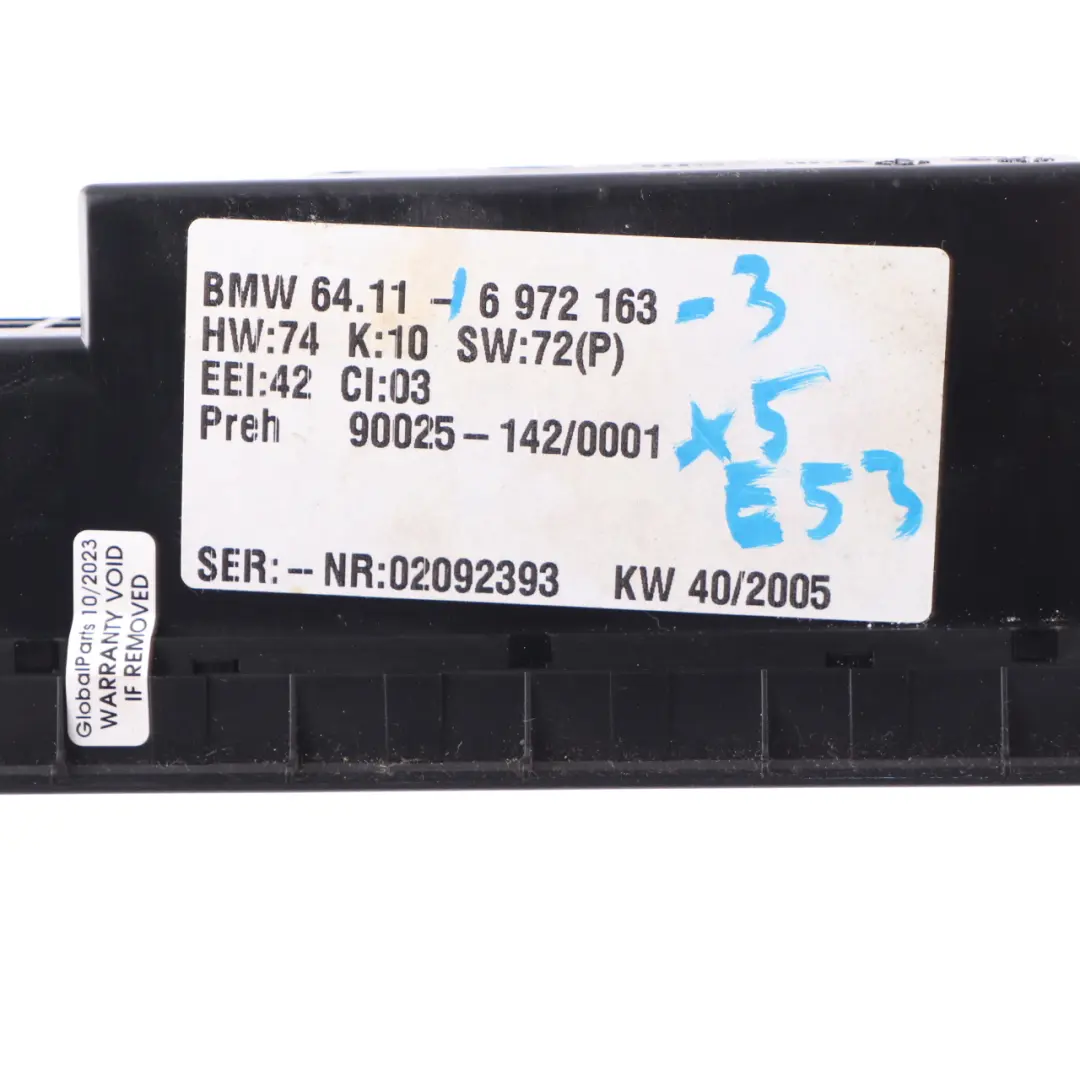 BMW 64.11 - 1 6 972 163 - 3
HW:74 K:10 SW:72(P)
EEI:42 CI:03
Preh 90025-142/0001
X5
E53
SER:-NR:02092393 KW 40/2005
GlobalParts 10/2023
WARRANTY VOID
IF REMOVED